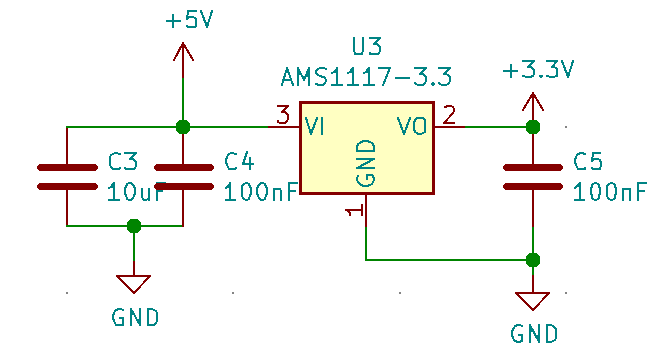 +5V
U3
AMS1117-3.3
+3.3V
3
VI
VO
2
GND
1
C3
10uF
C4
100nF
C5
100nF
GND
GND